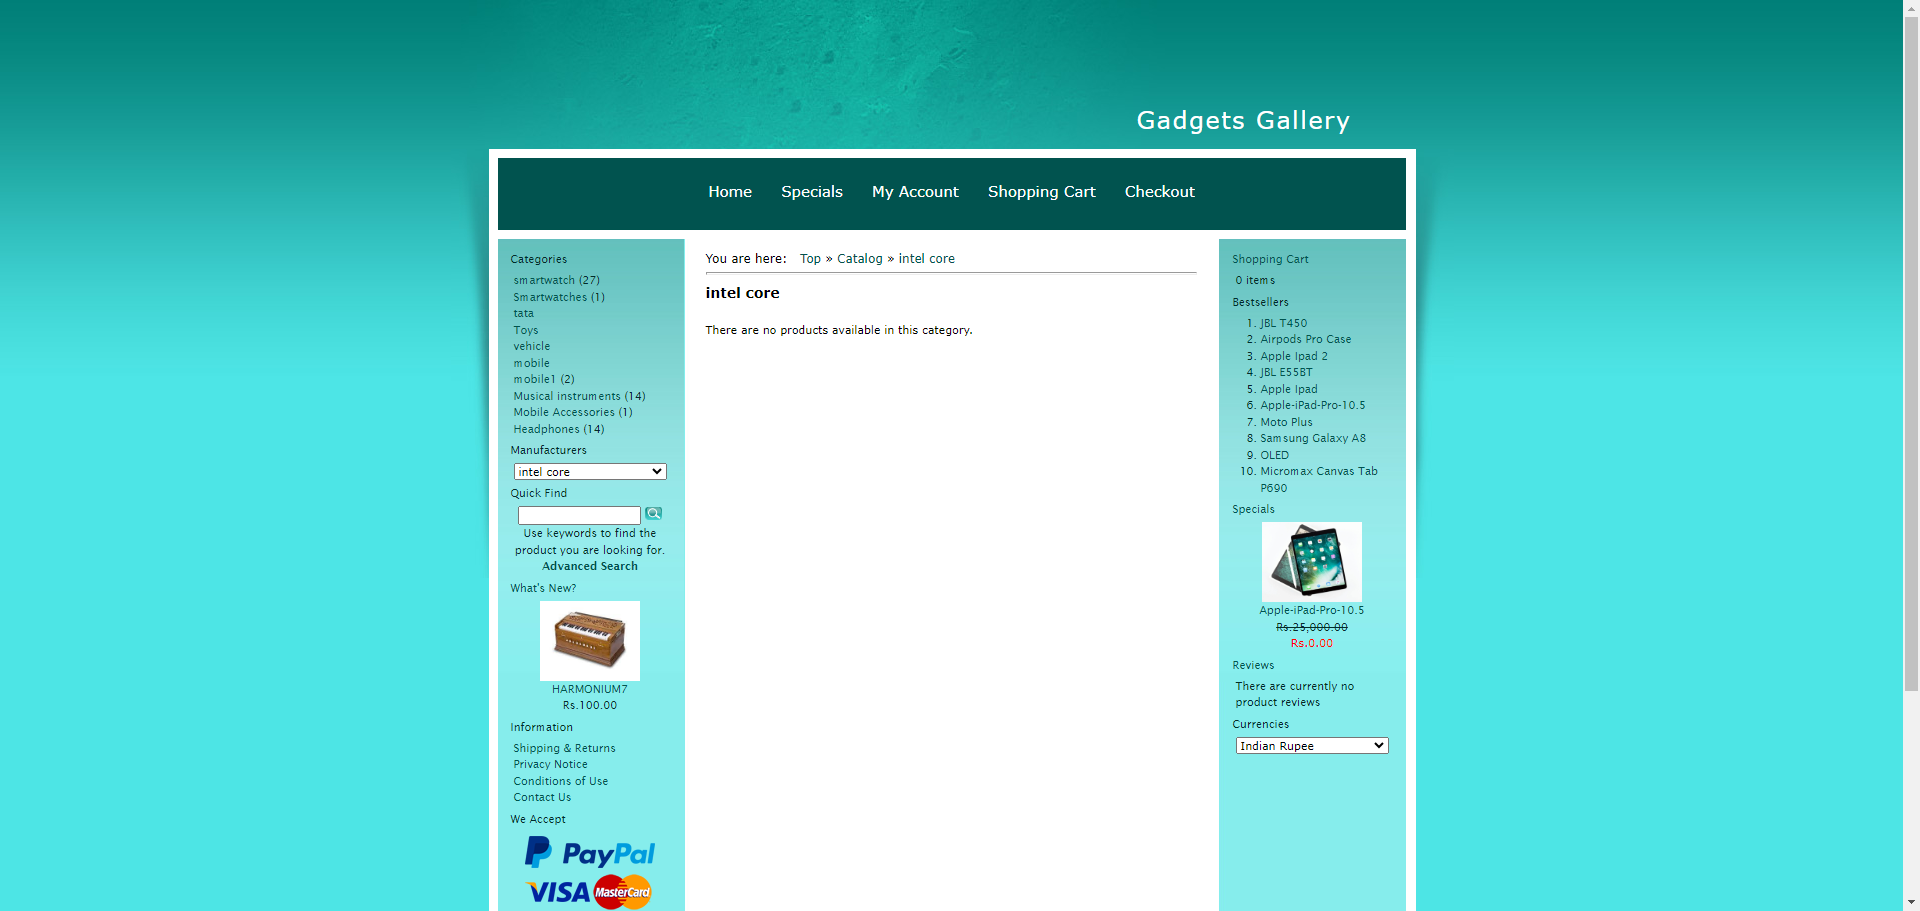 Gadgets Gallery
Home Specials My Account Shopping Cart Checkout
Categories
smartwatch (27)
Smartwatches (1)
tata
Toys
vehicle
mobile
mobile1 (2)
Musical instruments (14)
Mobile Accessories (1)
Headphones (14)
Manufacturers
intel core
Quick Find
Use keywords to find the
product you are looking for.
Advanced Search
What's New?
HARMONIUM7
Rs.100.00
Information
Shipping & Returns
Privacy Notice
Conditions of Use
Contact Us
We Accept
PayPal
VISA MasterCard
You are here: Top » Catalog » intel core
intel core
There are no products available in this category.
Shopping Cart
0 items
Bestsellers
1. JBL T450
2. Airpods Pro Case
3. Apple Ipad 2
4. JBL E55BT
5. Apple Ipad
6. Apple-iPad-Pro-10.5
7. Moto Plus
8. Samsung Galaxy A8
9. OLED
10. Micromax Canvas Tab
P690
Specials
Apple-iPad-Pro-10.5
Rs.25,000.00
Rs.0.00
Reviews
There are currently no
product reviews
Currencies
Indian Rupee